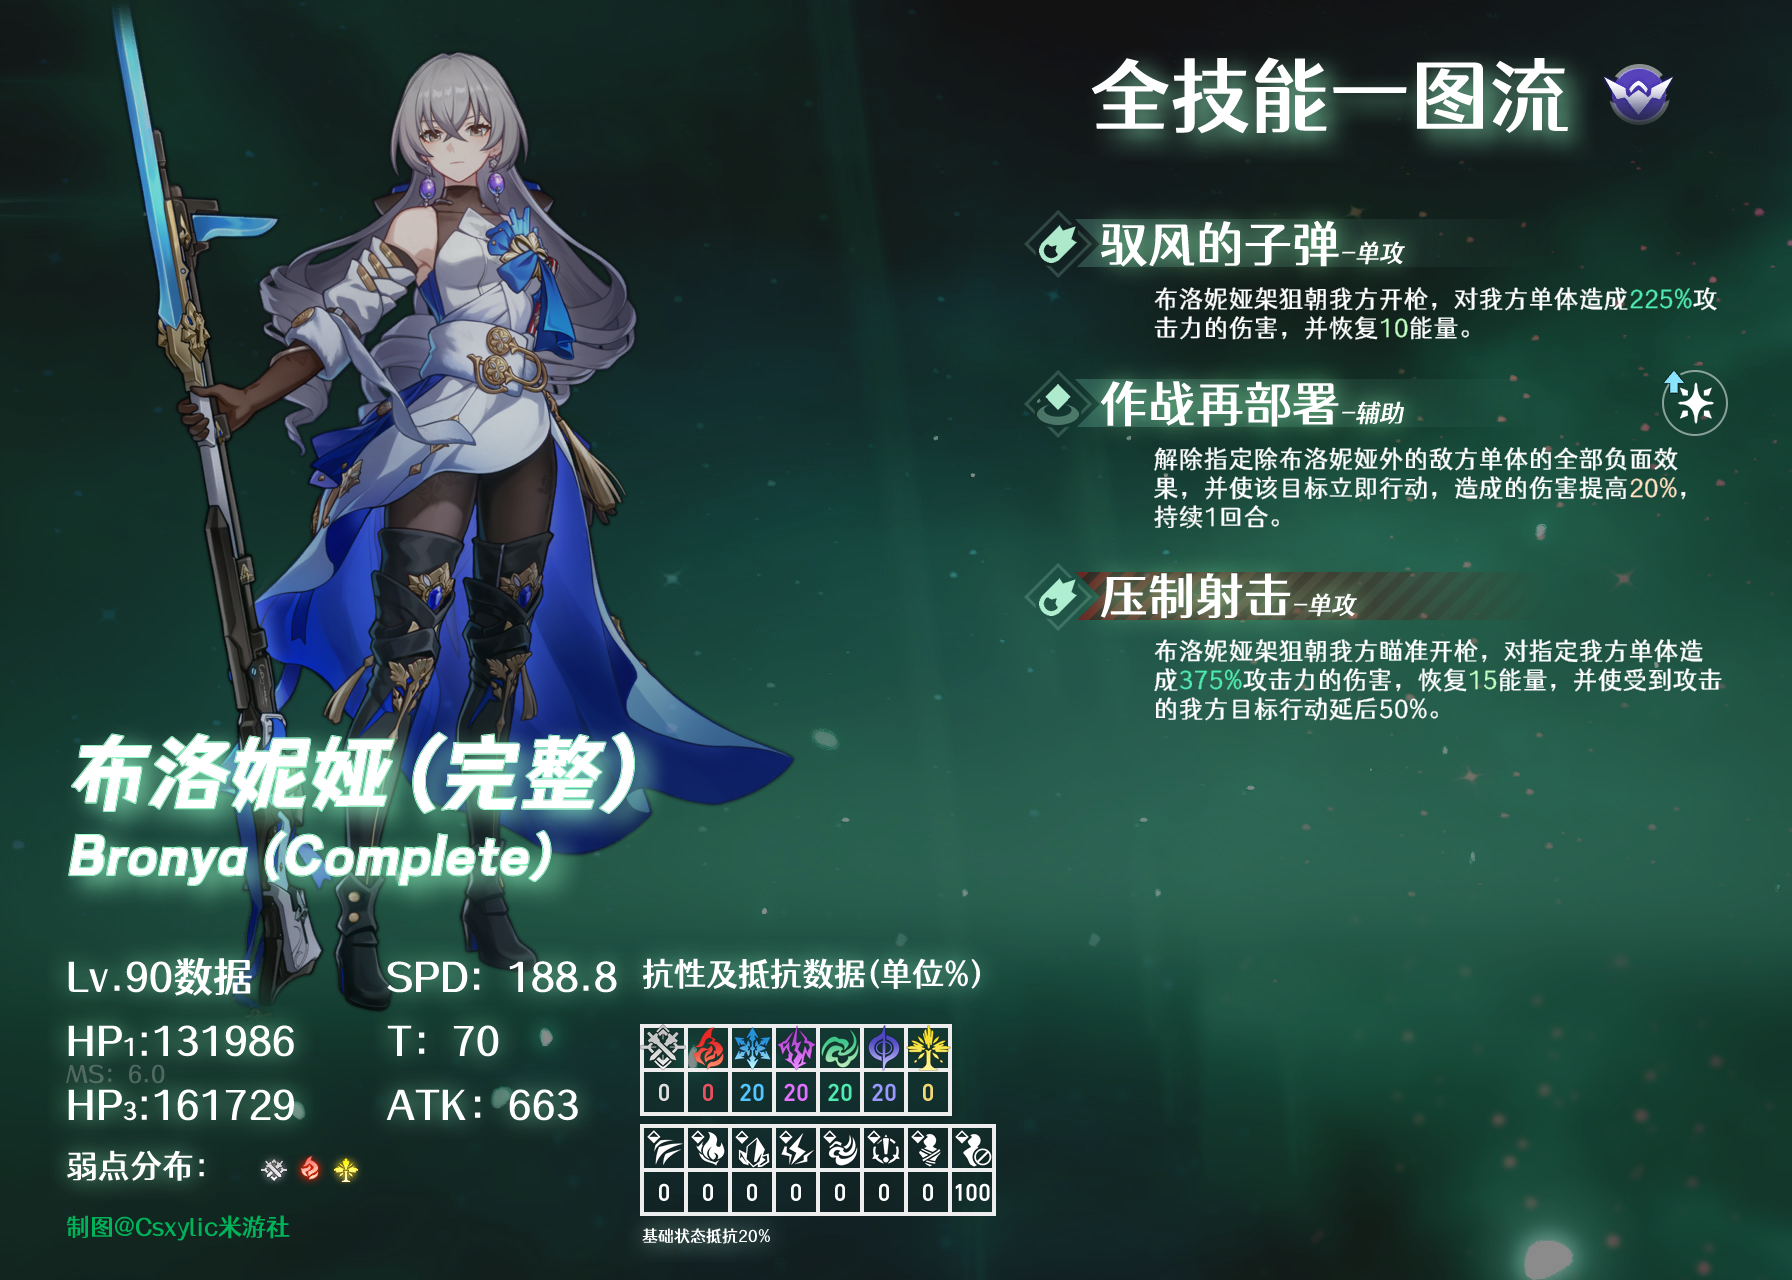 全技能一图流
驭风的子弹-单攻
布洛妮娅架狙朝我方开枪，对我方单体造成225%攻
击力的伤害，并恢复10能量。
作战再部署-辅助
解除指定除布洛妮娅外的敌方单体的全部负面效
果，并使该目标立即行动，造成的伤害提高20%，
持续1回合。
压制射击-单攻
布洛妮娅架狙朝我方瞄准开枪，对指定我方单体造
成375%攻击力的伤害，恢复15能量，并使受到攻击
的我方目标行动延后50%。
布洛妮娅（完整）
Bronya (Complete)
Lv.90数据
SPD: 188.8
HP1:131986
T: 70
MS: 6.0
HP3:161729
ATK: 663
弱点分布：
制图@Csxylic米游社
抗性及抵抗数据(单位%)
0 0 20 20 20 20 0
0 0 0 0 0 0 0 100
基础状态抵抗20%